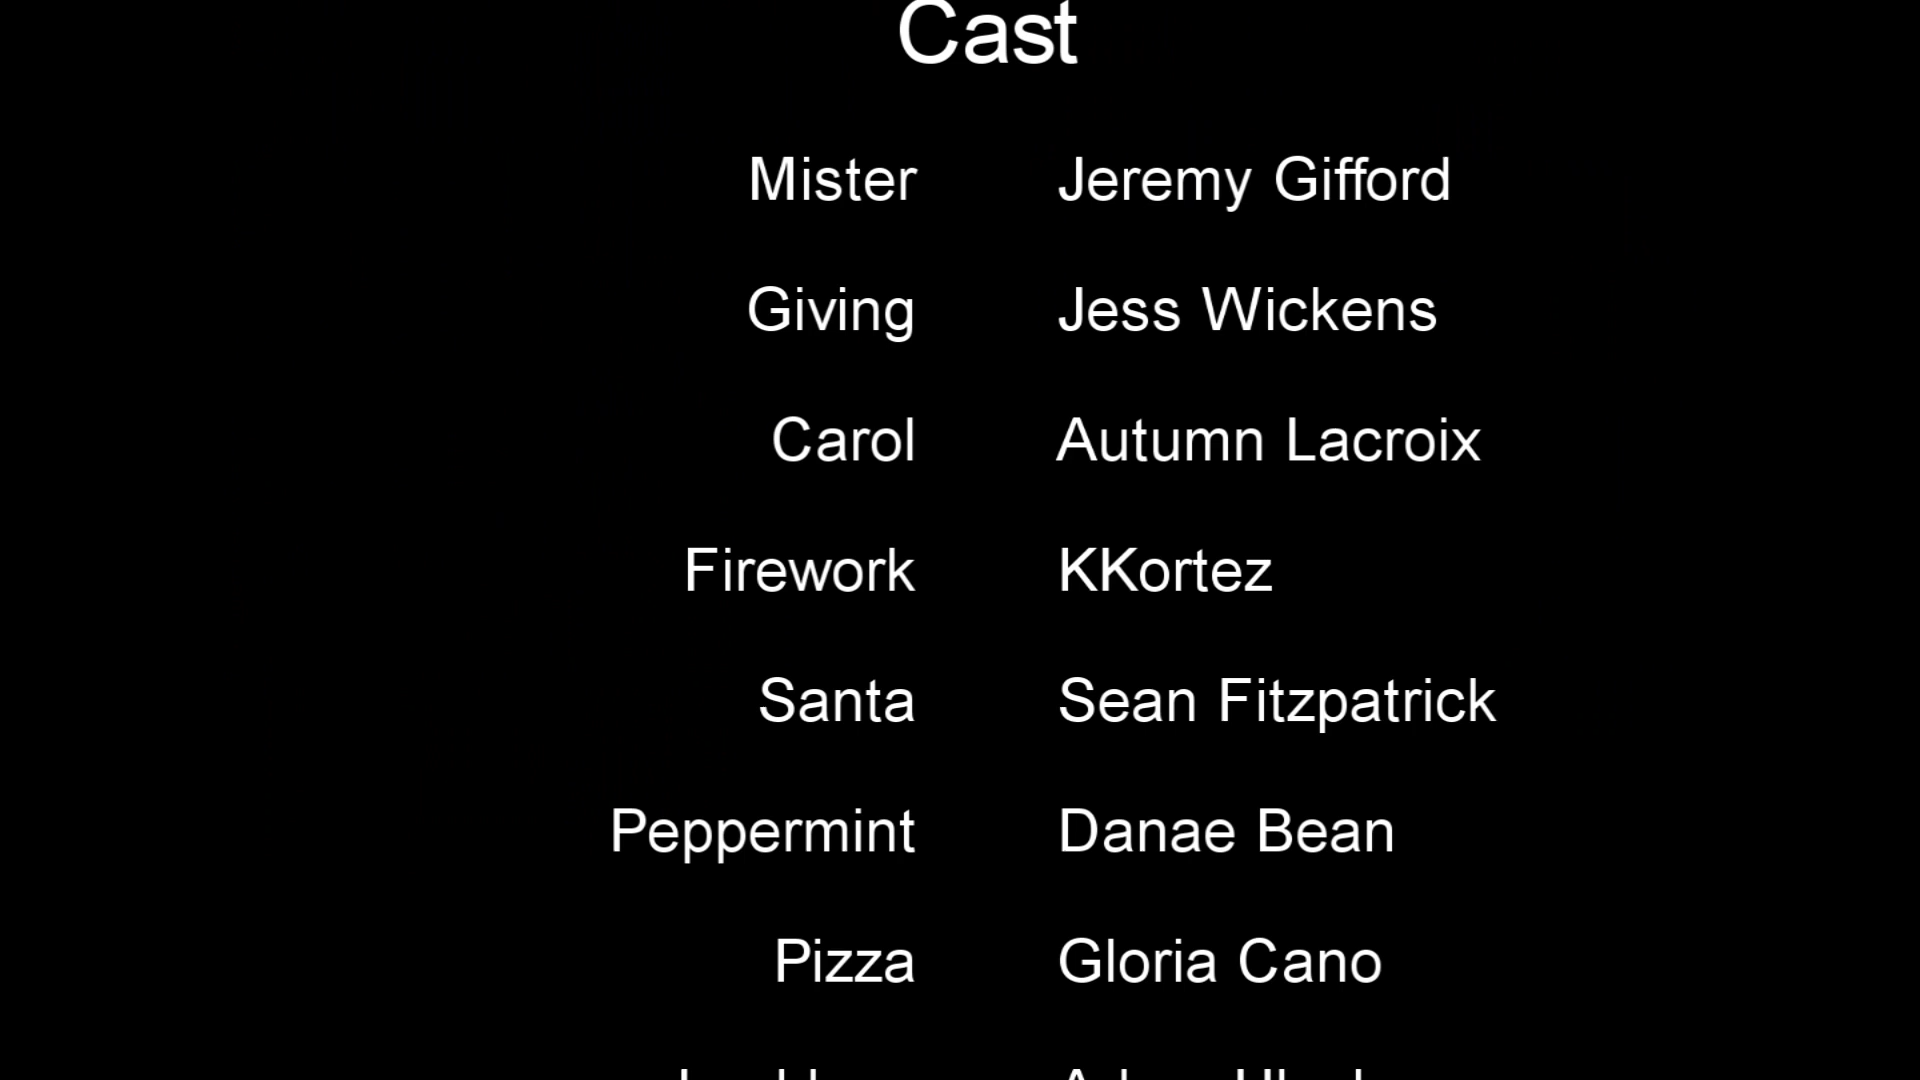 Cast
Mister Jeremy Gifford
Giving Jess Wickens
Carol Autumn Lacroix
Firework KKortez
Santa Sean Fitzpatrick
Peppermint Danae Bean
Pizza Gloria Cano